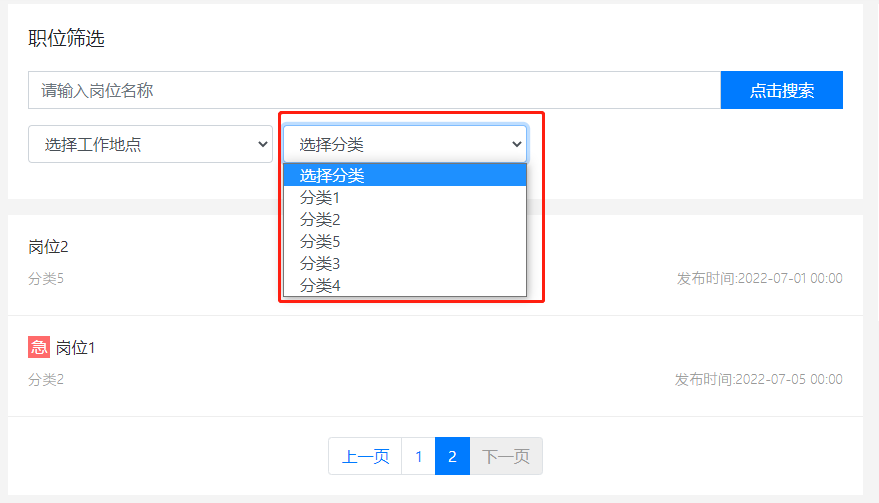 职位筛选
请输入岗位名称 点击搜索
选择工作地点 选择分类
选择分类
分类1
分类2
分类5
分类3
分类4
岗位2
分类5 发布时间:2022-07-01 00:00
急 岗位1
分类2 发布时间:2022-07-05 00:00
上一页 1 2 下一页